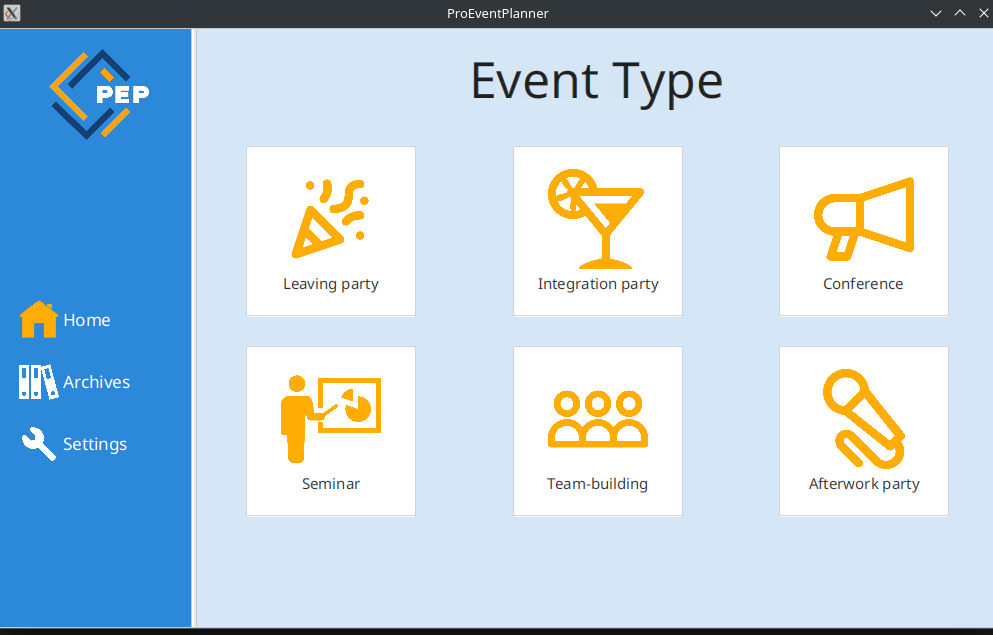 ProEventPlanner
PEP
Event Type
Leaving party
Integration party
Conference
Home
Archives
Settings
Seminar
Team-building
Afterwork party